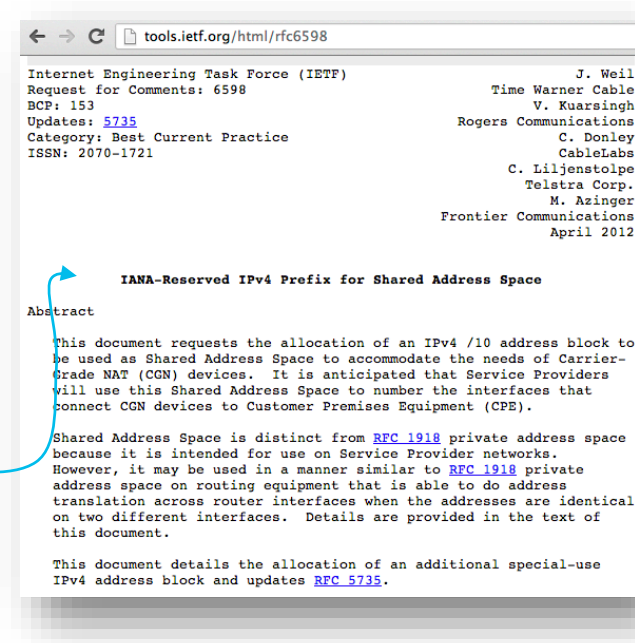 tools.ietf.org/html/rfc6598
Internet Engineering Task Force (IETF) J. Weil
Request for Comments: 6598 Time Warner Cable
BCP: 153 V. Kuarsingh
Updates: 5735 Rogers Communications
Category: Best Current Practice C. Donley
ISSN: 2070-1721 CableLabs
C. Liljenstolpe
Telstra Corp.
M. Azinger
Frontier Communications
April 2012
IANA-Reserved IPv4 Prefix for Shared Address Space
Abstract
This document requests the allocation of an IPv4 /10 address block to
be used as Shared Address Space to accommodate the needs of Carrier-
Grade NAT (CGN) devices. It is anticipated that Service Providers
will use this Shared Address Space to number the interfaces that
connect CGN devices to Customer Premises Equipment (CPE).
Shared Address Space is distinct from RFC 1918 private address space
because it is intended for use on Service Provider networks.
However, it may be used in a manner similar to RFC 1918 private
address space on routing equipment that is able to do address
translation across router interfaces when the addresses are identical
on two different interfaces. Details are provided in the text of
this document.
This document details the allocation of an additional special-use
IPv4 address block and updates RFC 5735.